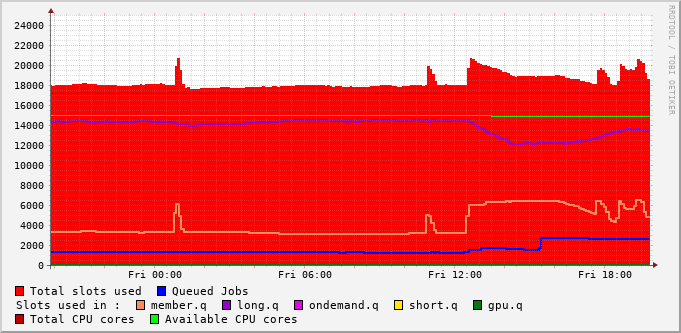 24000
22000
20000
18000
16000
14000
12000
10000
8000
6000
4000
2000
0
Fri 00:00 Fri 06:00 Fri 12:00 Fri 18:00
Total slots used Queued Jobs
Slots used in : member.q long.q ondemand.q short.q gpu.q
Total CPU cores Available CPU cores
RRDTOOL / TOBI OETIKER